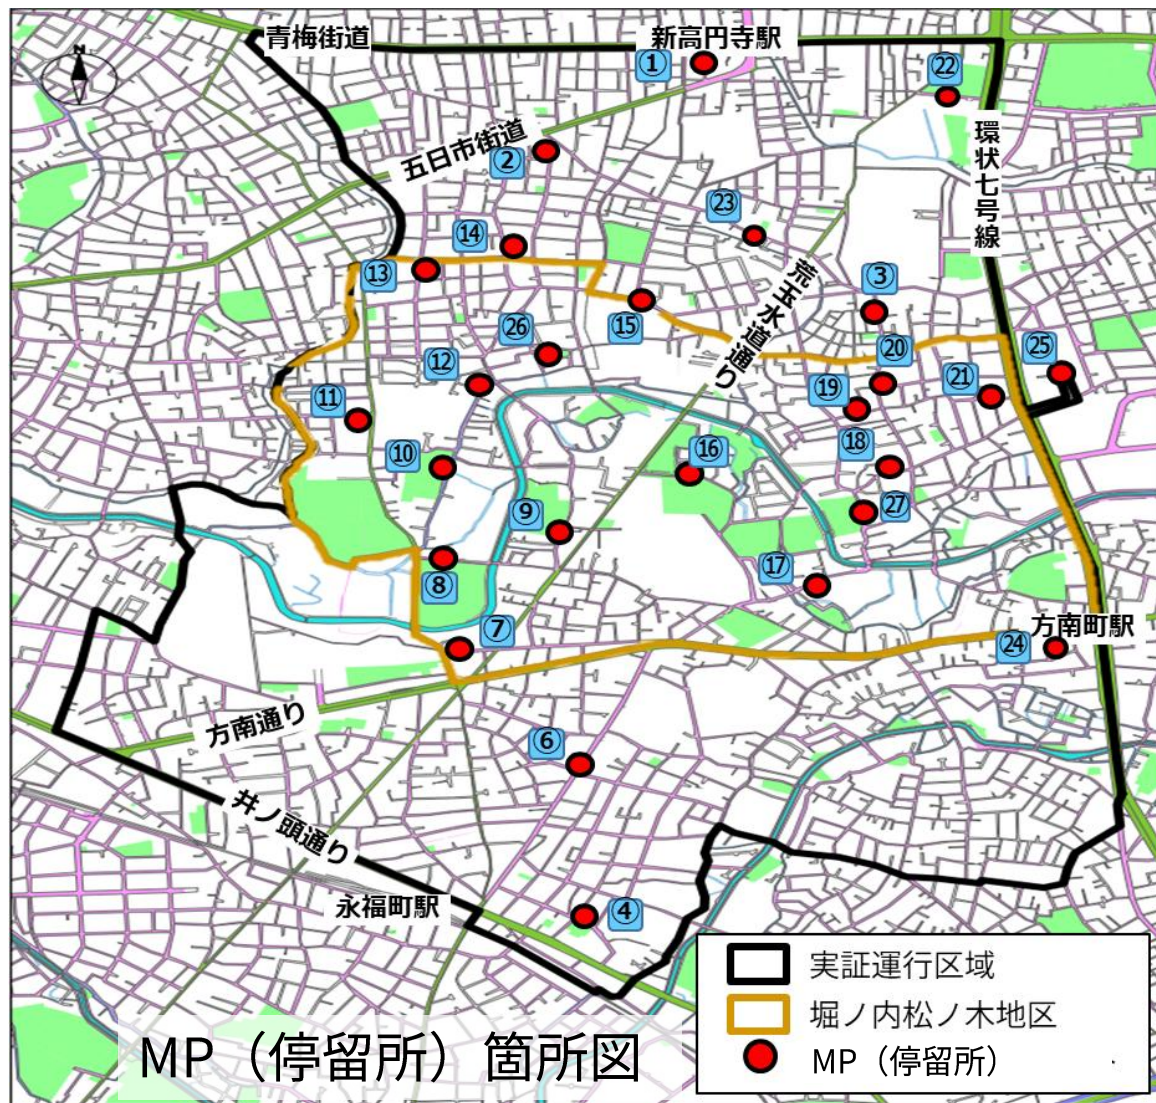 青梅街道
新高円寺駅
N
①
㉒
環状七号線
五日市街道
②
㉓
⑭
⑬
荒玉水道通り
③
⑮
㉖
⑳
㉕
⑫
⑲
㉑
⑪
⑩
⑯
⑱
⑨
㉗
⑧
⑰
⑦
方南町駅
㉔
方南通り
⑥
井ノ頭通り
永福町駅
④
実証運行区域
堀ノ内松ノ木地区
MP（停留所）
MP（停留所）箇所図